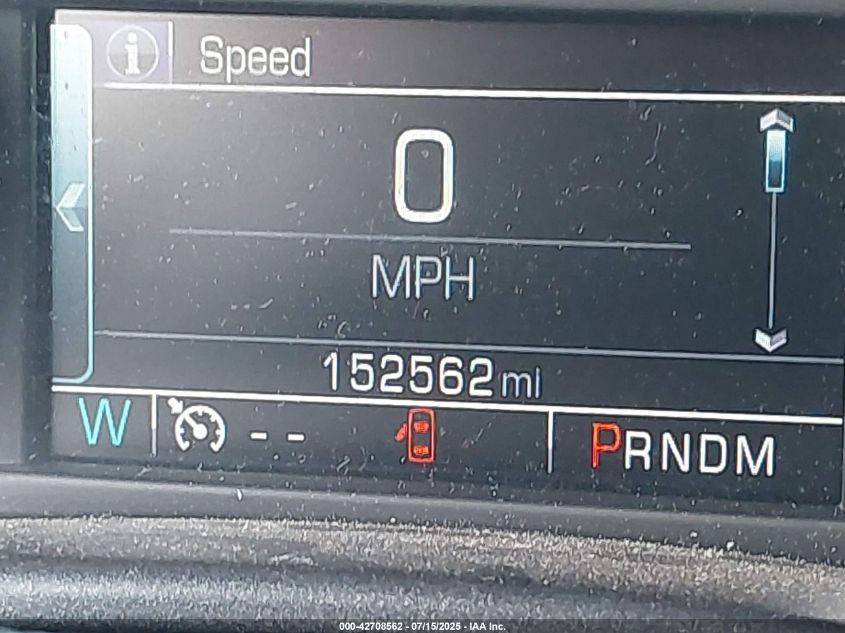 i Speed
0
MPH
152562 mi
W -- PRNDM
000-42708562 - 07/15/2025 - IAA Inc.